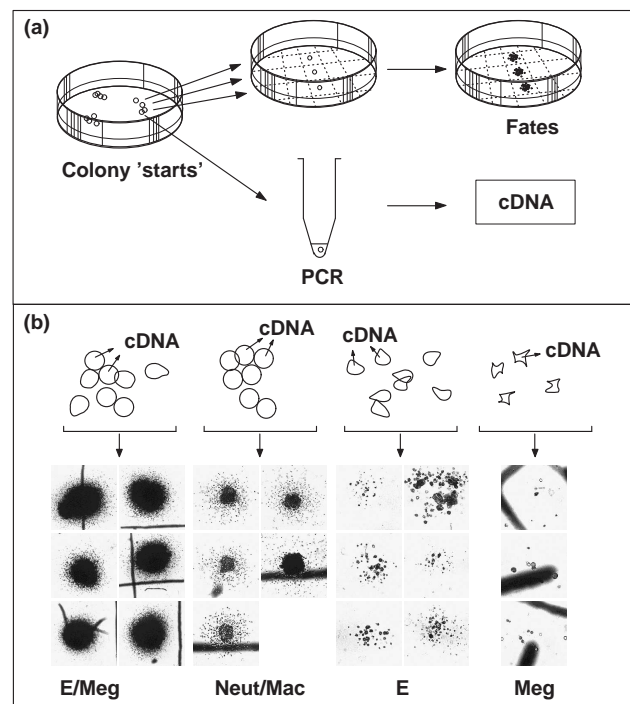 (a)
Colony 'starts'
Fates
PCR
cDNA
(b)
cDNA
cDNA
cDNA
cDNA
E/Meg
Neut/Mac
E
Meg